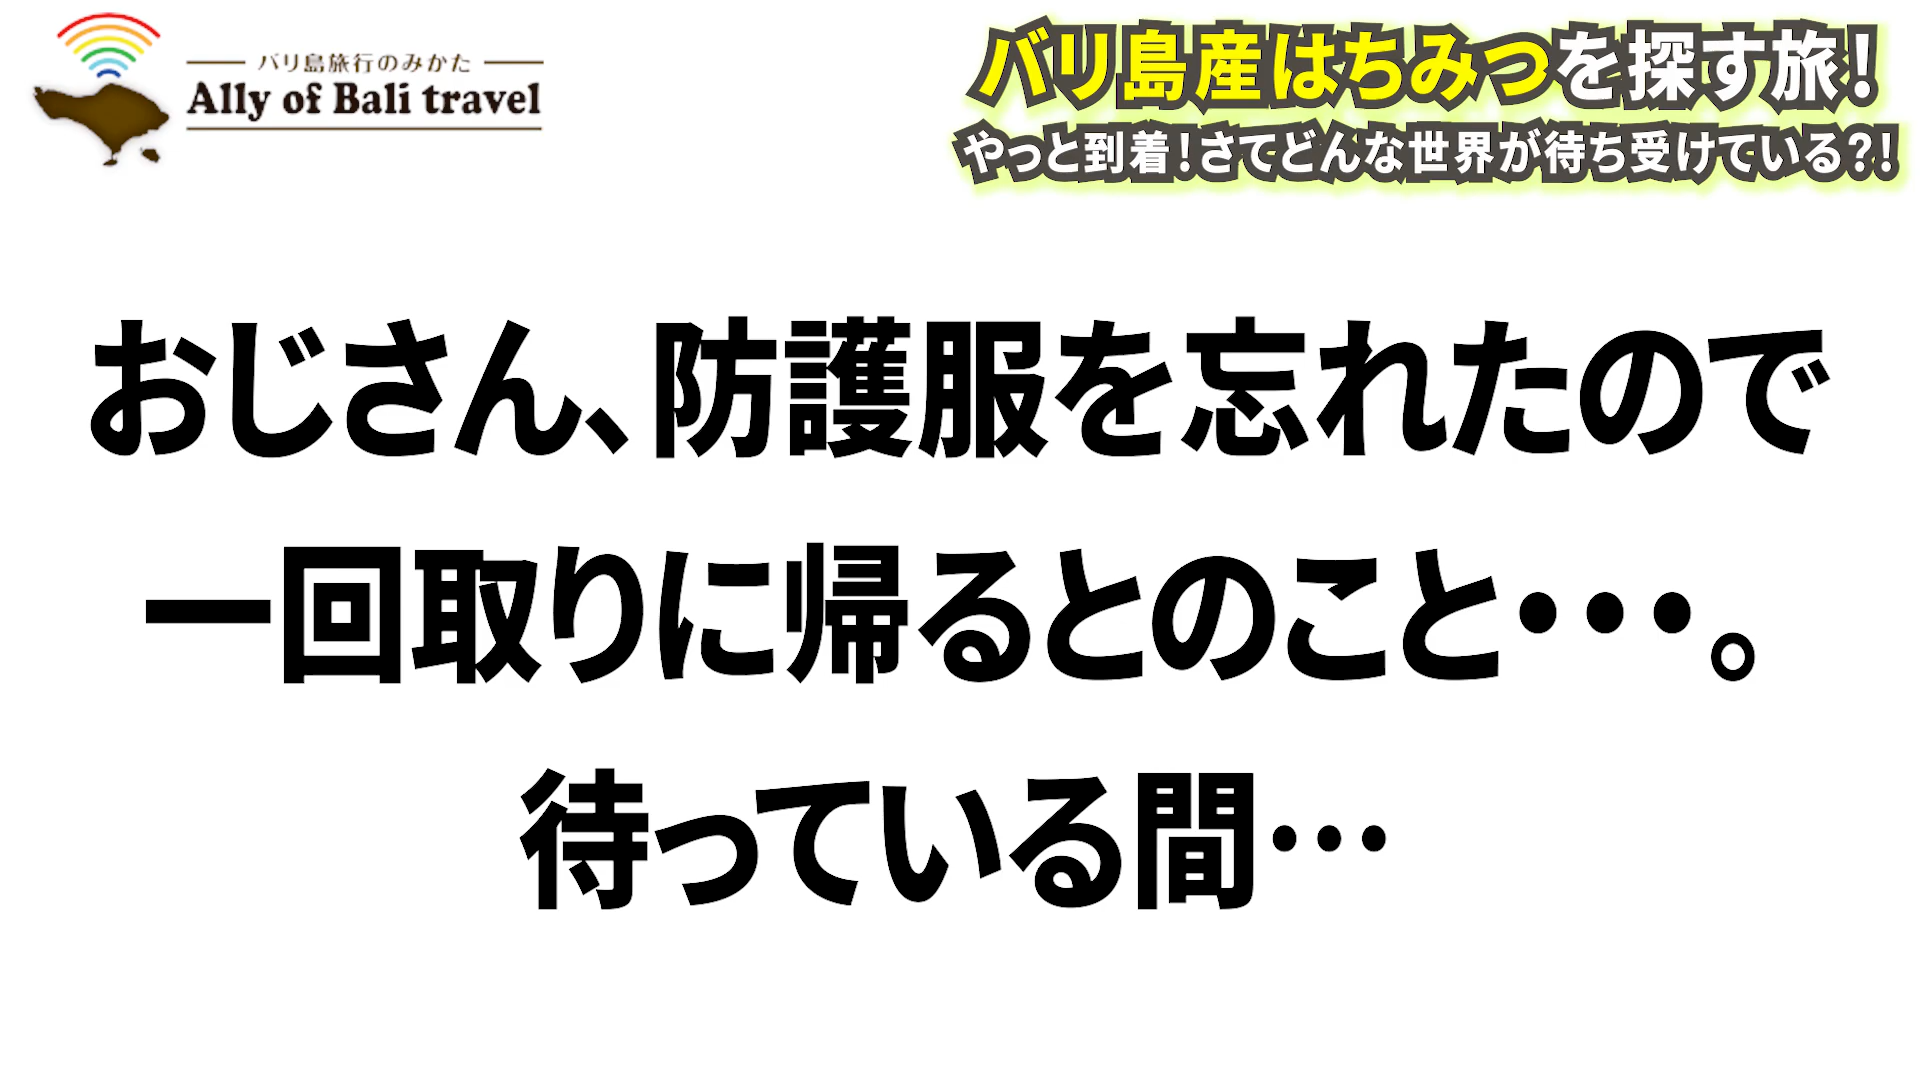 バリ島旅行のみかた
Ally of Bali travel
バリ島産はちみつを探す旅!
やっと到着!さてどんな世界が待ち受けている?!
おじさん、防護服を忘れたので
一回取りに帰るとのこと・・・。
待っている間…